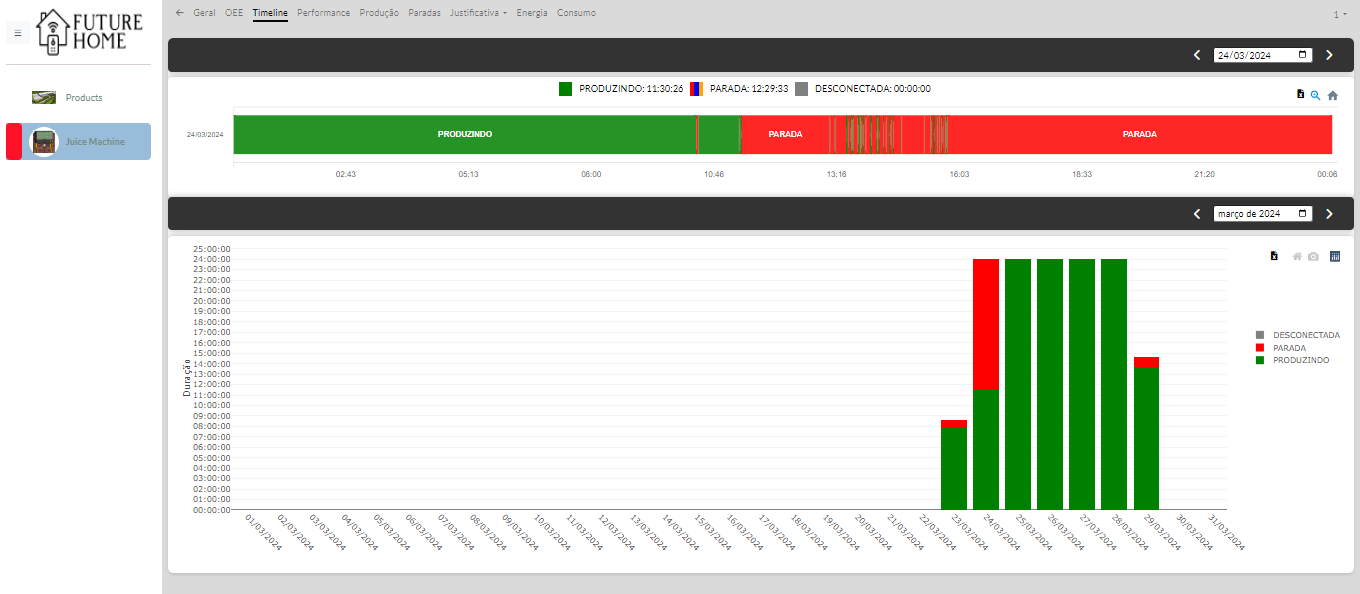 FUTURE
HOME
Products
Juice Machine
Geral OEE Timeline Performance Produção Paradas Justificativa Energia Consumo
1
24/03/2024
PRODUZINDO: 11:30:26 PARADA: 12:29:33 DESCONECTADA: 00:00:00
24/03/2024
PRODUZINDO PARADA PARADA
02:43 05:13 08:00 10:46 13:16 16:03 18:33 21:20 00:06
março de 2024
25:00:00
24:00:00
23:00:00
22:00:00
21:00:00
20:00:00
19:00:00
18:00:00
17:00:00
16:00:00
15:00:00
14:00:00
13:00:00
12:00:00
11:00:00
10:00:00
09:00:00
08:00:00
07:00:00
06:00:00
05:00:00
04:00:00
03:00:00
02:00:00
01:00:00
00:00:00
Duração
01/03/2024 02/03/2024 03/03/2024 04/03/2024 05/03/2024 06/03/2024 07/03/2024 08/03/2024 09/03/2024 10/03/2024 11/03/2024 12/03/2024 13/03/2024 14/03/2024 15/03/2024 16/03/2024 17/03/2024 18/03/2024 19/03/2024 20/03/2024 21/03/2024 22/03/2024 23/03/2024 24/03/2024 25/03/2024 26/03/2024 27/03/2024 28/03/2024 29/03/2024 30/03/2024 31/03/2024
DESCONECTADA
PARADA
PRODUZINDO